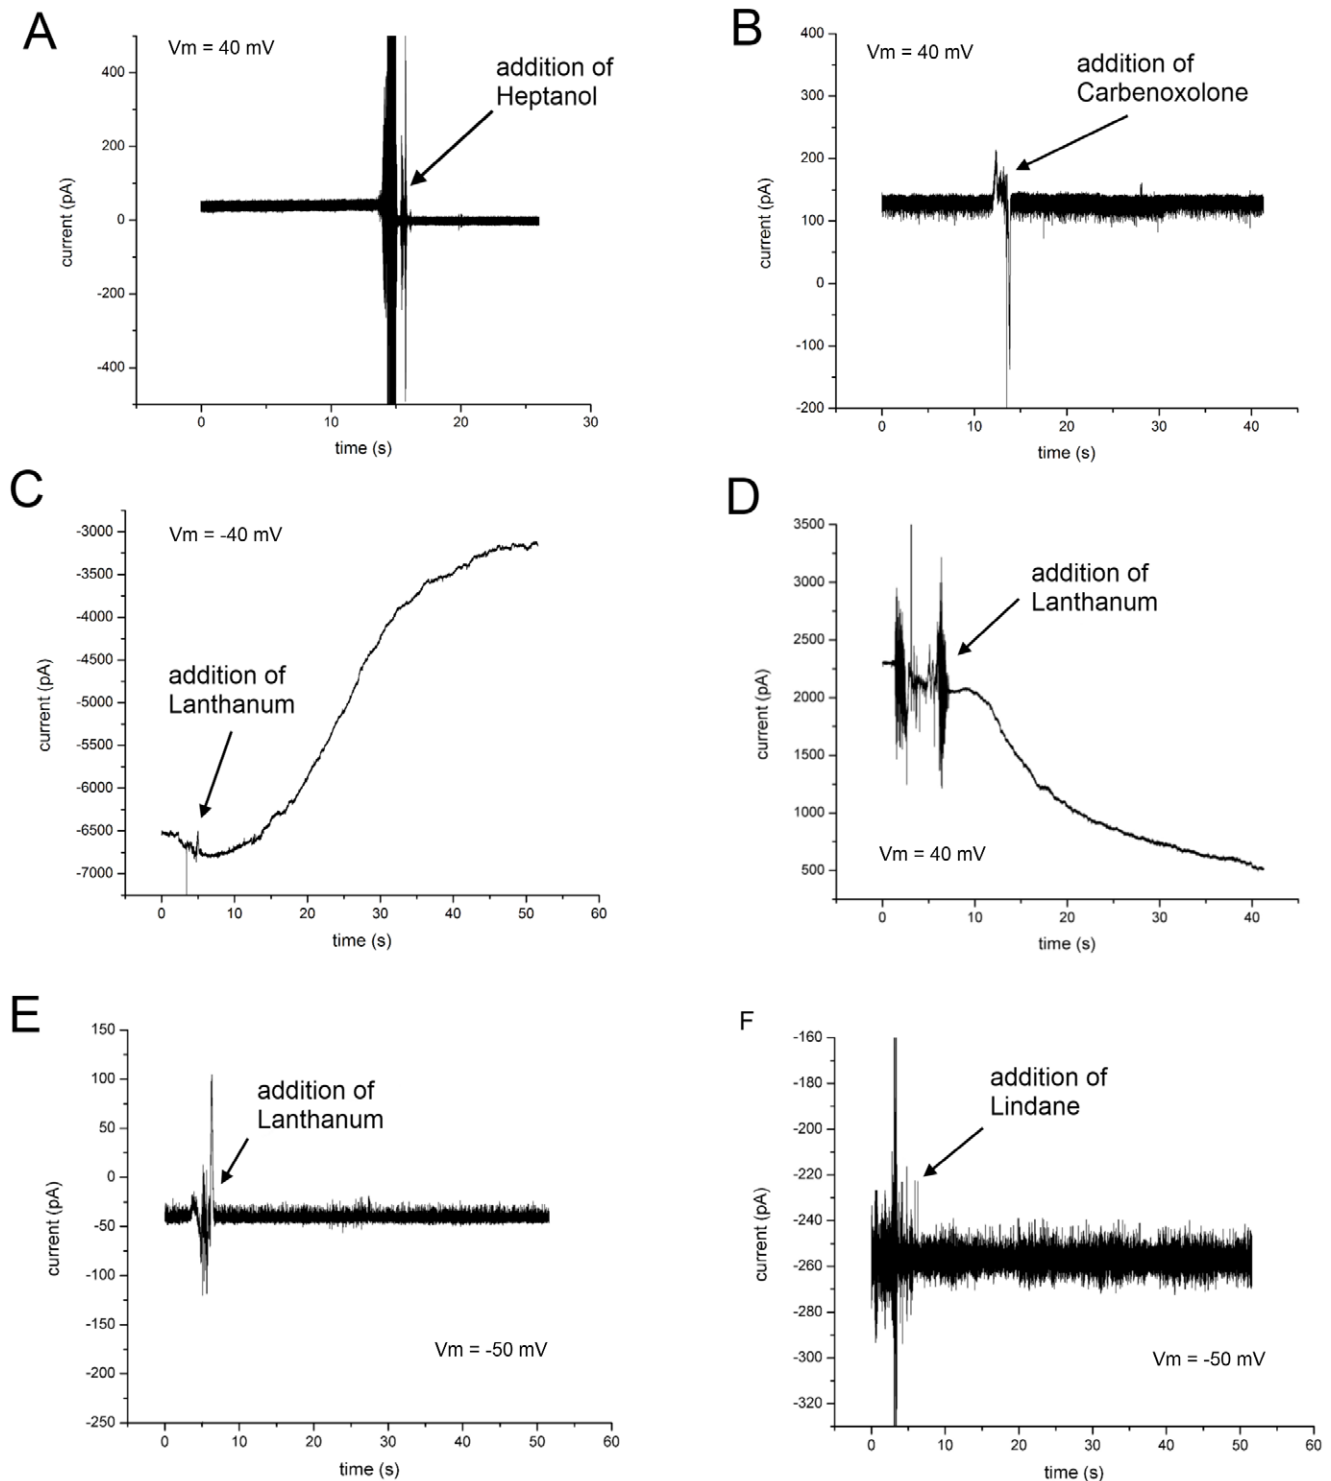 A
Vm = 40 mV
addition of
Heptanol
400
200
0
-200
-400
current (pA)
0
10
20
30
time (s)
B
Vm = 40 mV
addition of
Carbenoxolone
400
300
200
100
0
-100
-200
current (pA)
0
10
20
30
40
time (s)
C
Vm = -40 mV
addition of
Lanthanum
-3000
-3500
-4000
-4500
-5000
-5500
-6000
-6500
-7000
current (pA)
0
10
20
30
40
50
60
time (s)
D
addition of
Lanthanum
Vm = 40 mV
3500
3000
2500
2000
1500
1000
500
current (pA)
0
10
20
30
40
time (s)
E
addition of
Lanthanum
Vm = -50 mV
150
100
50
0
-50
-100
-150
-200
-250
current (pA)
0
10
20
30
40
50
60
time (s)
F
addition of
Lindane
Vm = -50 mV
-160
-180
-200
-220
-240
-260
-280
-300
-320
current (pA)
0
10
20
30
40
50
60
time (s)